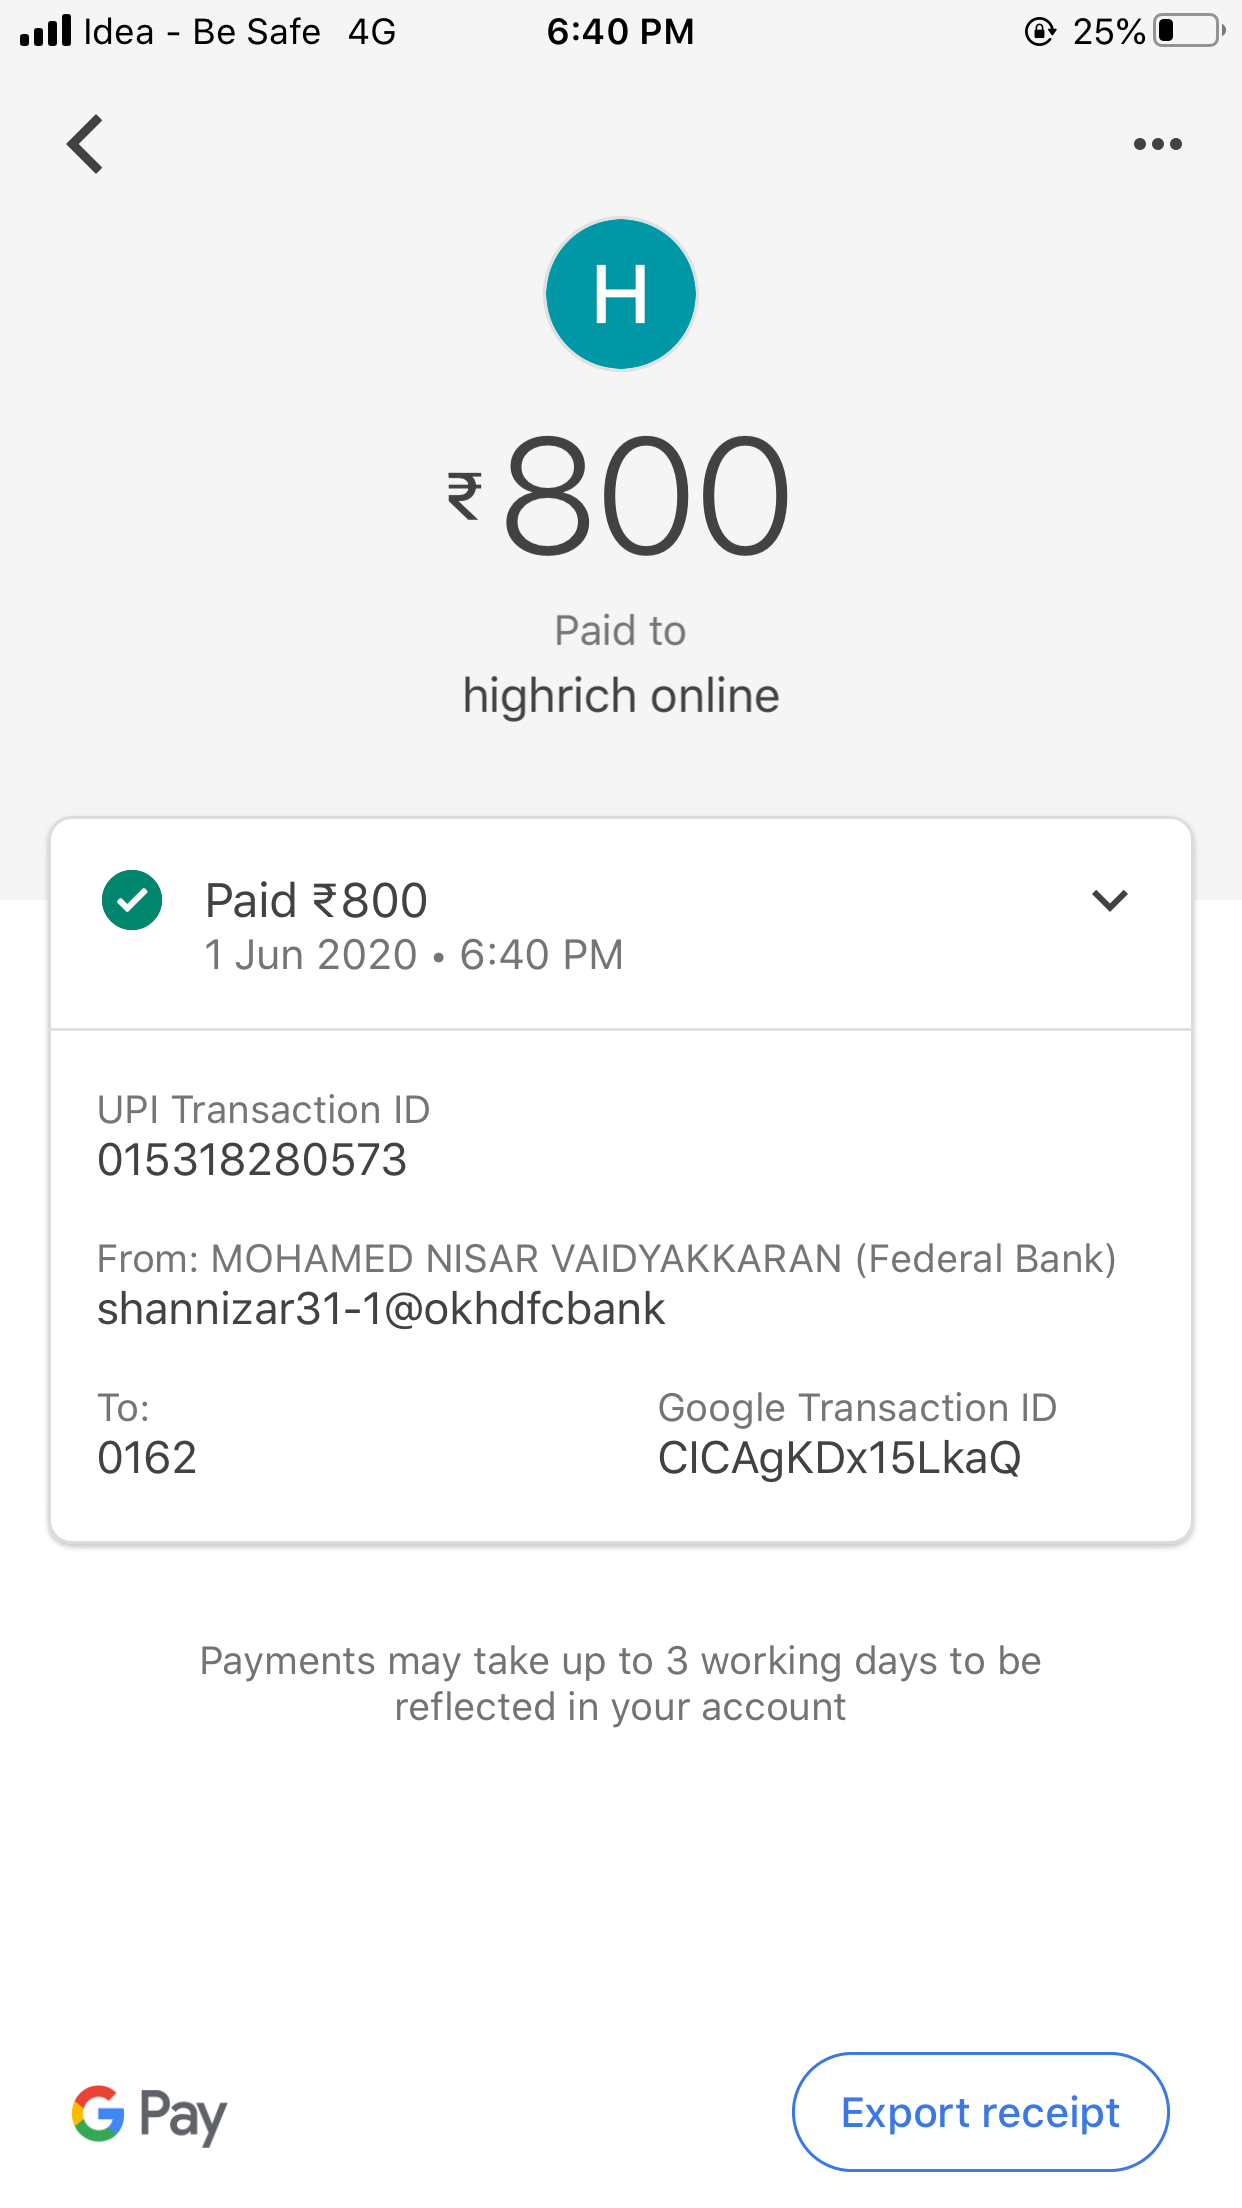 Idea - Be Safe 4G 6:40 PM 25%
H
₹800
Paid to
highrich online
Paid ₹800
1 Jun 2020 • 6:40 PM
UPI Transaction ID
015318280573
From: MOHAMED NISAR VAIDYAKKARAN (Federal Bank)
shannizar31-1@okhdfcbank
To:
0162
Google Transaction ID
CICAgKDx15LkaQ
Payments may take up to 3 working days to be
reflected in your account
G Pay
Export receipt